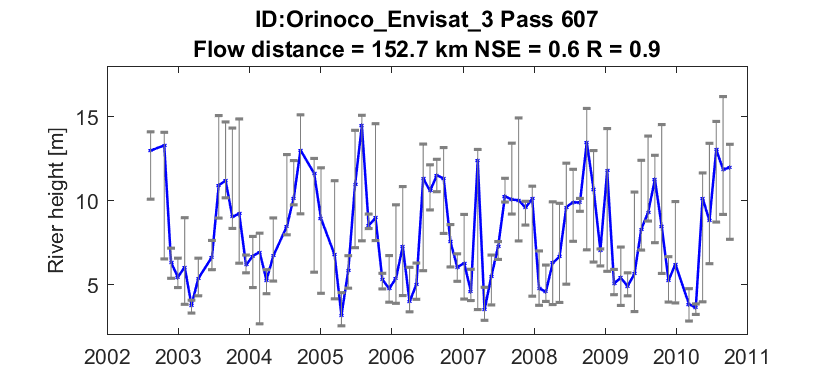 ID:Orinoco_Envisat_3 Pass 607
Flow distance = 152.7 km NSE = 0.6 R = 0.9
River height [m]
15
10
5
2002 2003 2004 2005 2006 2007 2008 2009 2010 2011